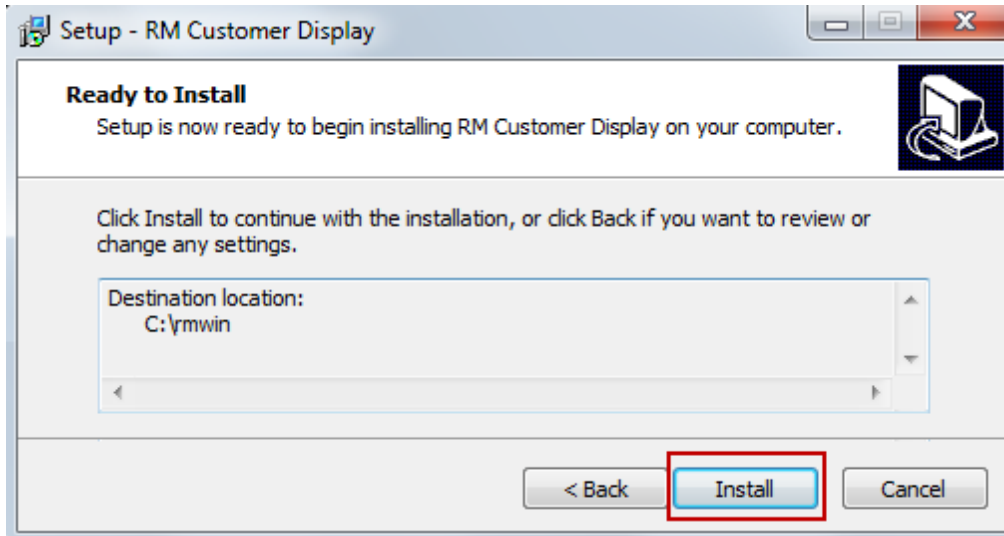 Setup - RM Customer Display
Ready to Install
Setup is now ready to begin installing RM Customer Display on your computer.
Click Install to continue with the installation, or click Back if you want to review or
change any settings.
Destination location:
C:\rmwin
< Back
Install
Cancel